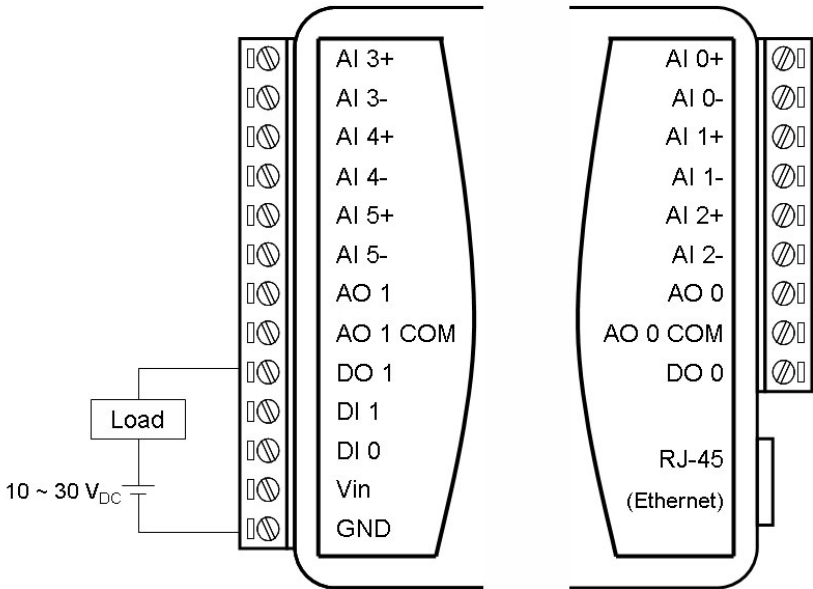 AI 3+
AI 3-
AI 4+
AI 4-
AI 5+
AI 5-
AO 1
AO 1 COM
DO 1
DI 1
DI 0
Vin
GND
Load
10 ~ 30 VDC
AI 0+
AI 0-
AI 1+
AI 1-
AI 2+
AI 2-
AO 0
AO 0 COM
DO 0
RJ-45
(Ethernet)